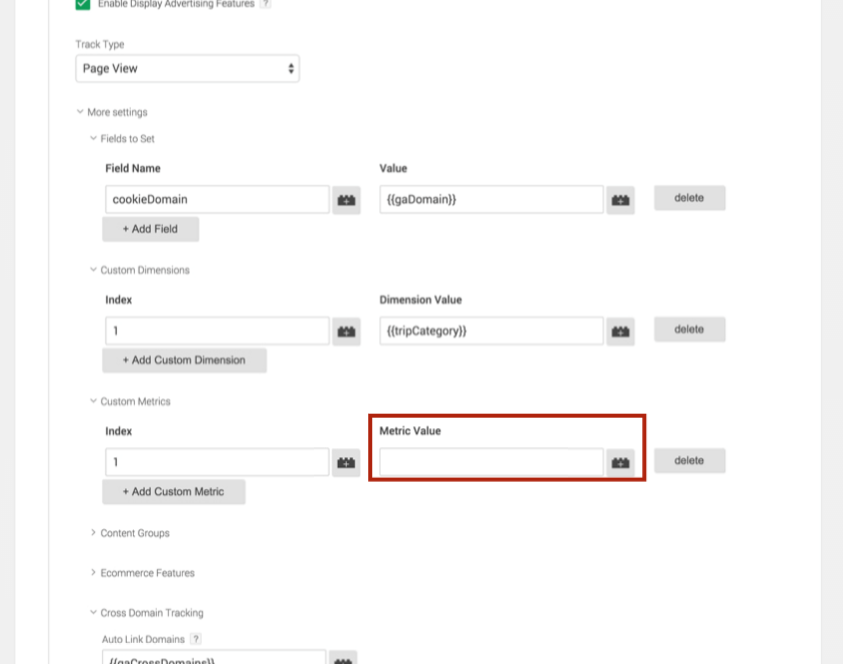 Enable Display Advertising Features ?
Track Type
Page View
More settings
Fields to Set
Field Name Value
cookieDomain {{gaDomain}} delete
+ Add Field
Custom Dimensions
Index Dimension Value
1 {{tripCategory}} delete
+ Add Custom Dimension
Custom Metrics
Index Metric Value
1 delete
+ Add Custom Metric
Content Groups
Ecommerce Features
Cross Domain Tracking
Auto Link Domains ?
{{gaCrossDomains}}